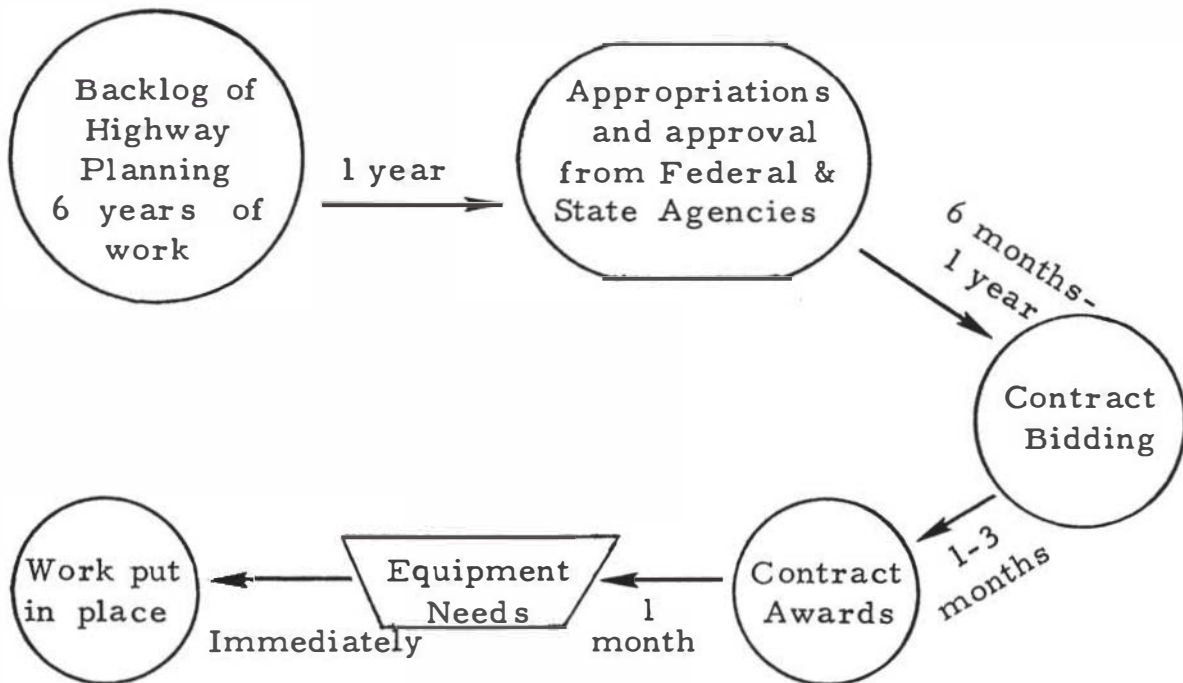 Backlog of
Highway
Planning
6 years of
work
1 year
Appropriations
and approval
from Federal &
State Agencies
6 months-
1 year
Contract
Bidding
1-3
months
Contract
Awards
1
month
Equipment
Needs
Immediately
Work put
in place